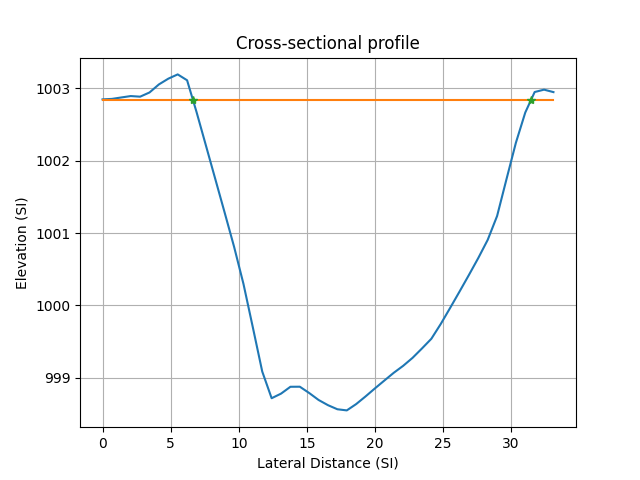 Cross-sectional profile
1003
1002
1001
1000
999
Elevation (SI)
0 5 10 15 20 25 30
Lateral Distance (SI)